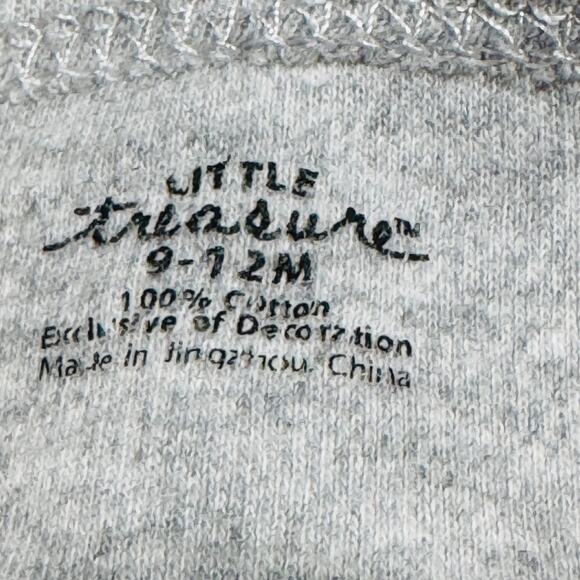 LITTLE
treasure™
9-12M
100% Cotton
Exclusive of Decoration
Made in Jingzhou, China